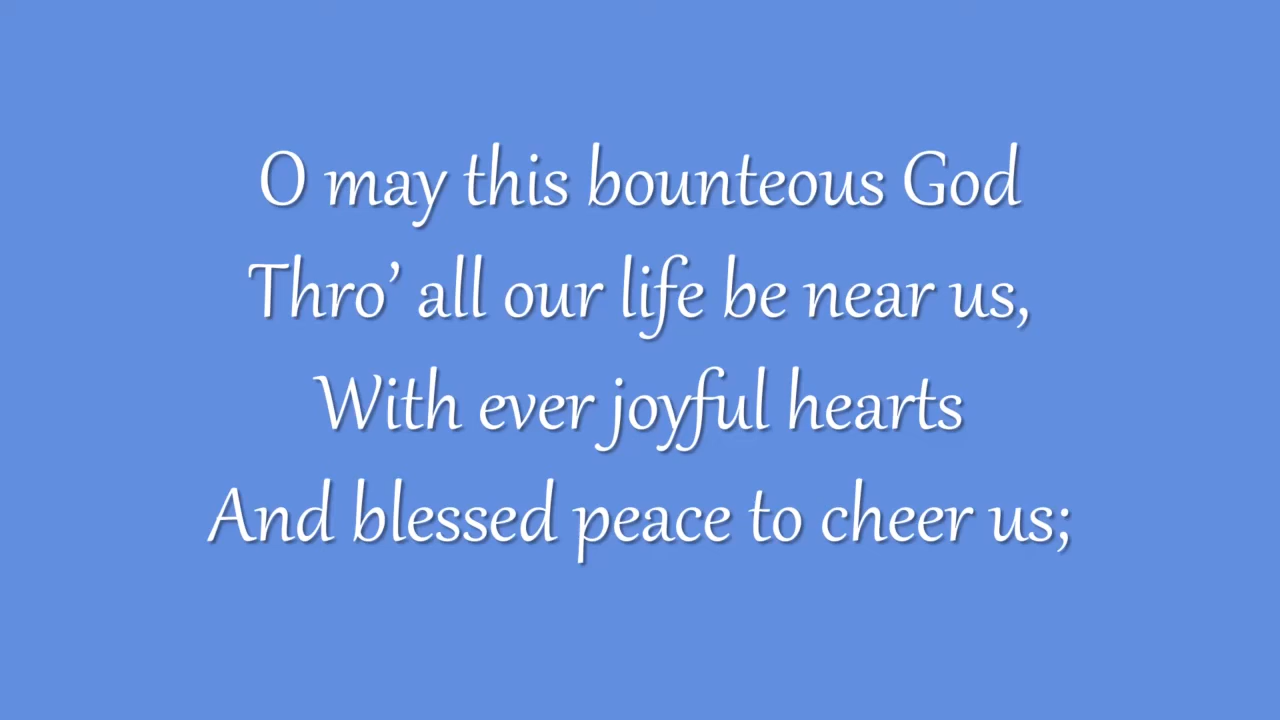 O may this bounteous God
Thro’ all our life be near us,
With ever joyful hearts
And blessed peace to cheer us;